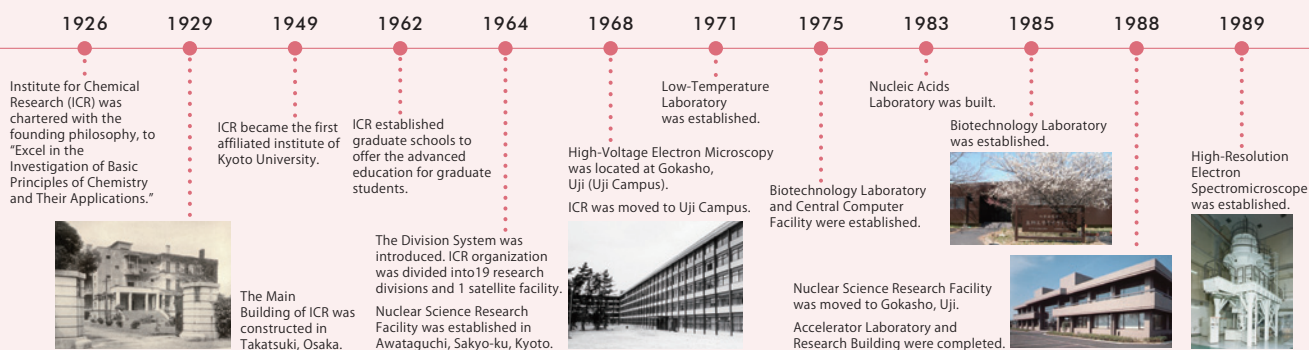 1926
1929
1949
1962
1964
1968
1971
1975
1983
1985
1988
1989
Institute for Chemical
Research (ICR) was
chartered with the
founding philosophy, to
“Excel in the
Investigation of Basic
Principles of Chemistry
and Their Applications.”
The Main
Building of ICR was
constructed in
Takatsuki, Osaka.
ICR became the first
affiliated institute of
Kyoto University.
ICR established
graduate schools to
offer the advanced
education for graduate
students.
The Division System was
introduced. ICR organization
was divided into19 research
divisions and 1 satellite facility.
Nuclear Science Research
Facility was established in
Awataguchi, Sakyo-ku, Kyoto.
High-Voltage Electron Microscopy
was located at Gokasho,
Uji (Uji Campus).
ICR was moved to Uji Campus.
Low-Temperature
Laboratory
was established.
Biotechnology Laboratory
and Central Computer
Facility were established.
Nucleic Acids
Laboratory was built.
Biotechnology Laboratory
was established.
Nuclear Science Research Facility
was moved to Gokasho, Uji.
Accelerator Laboratory and
Research Building were completed.
High-Resolution
Electron
Spectromicroscope
was established.